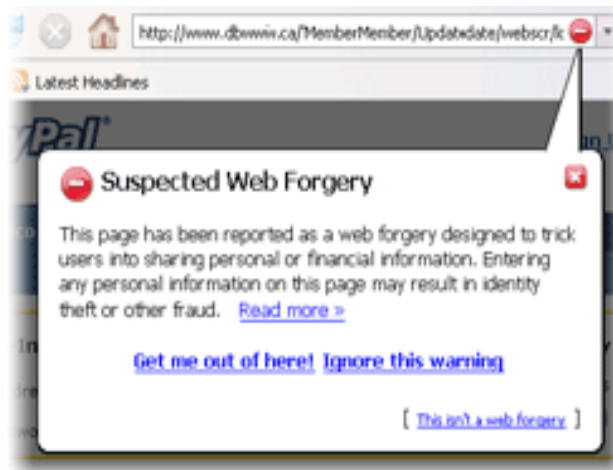 http://www.dbwwiv.ca/MemberMember/Updatedate/webscr/lc
Latest Headlines
yPal
Suspected Web Forgery
This page has been reported as a web forgery designed to trick
users into sharing personal or financial information. Entering
any personal information on this page may result in identity
theft or other fraud. Read more »
Get me out of here! Ignore this warning
[ This isn't a web forgery ]